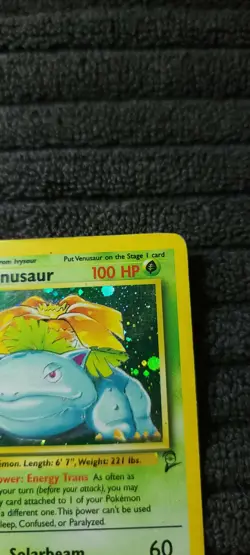 Ivysaur Put Venusaur on the Stage 1 card
nusaur 100 HP
émon. Length: 6' 7", Weight: 221 lbs.
ower: Energy Trans As often as
your turn (before your attack), you may
y card attached to 1 of your Pokémon
a different one. This power can't be used
leep, Confused, or Paralyzed.
Solarbeam 60